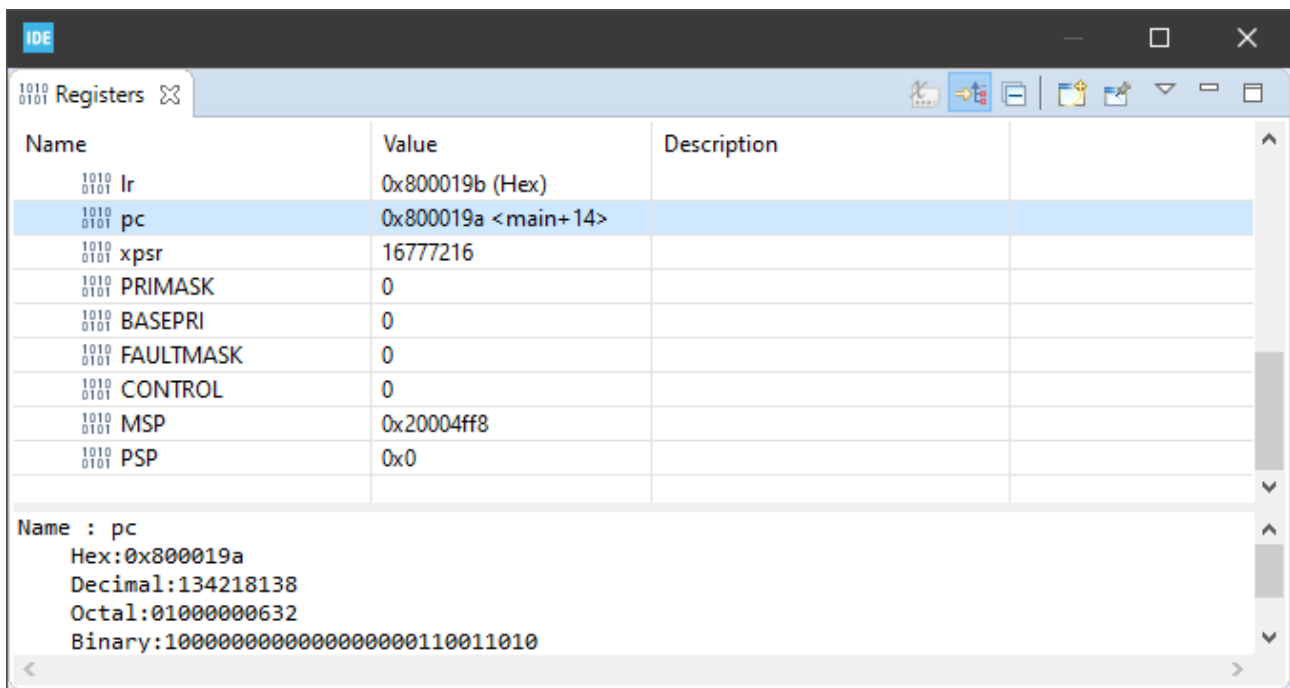 IDE
Registers
Name Value Description
lr 0x800019b (Hex)
pc 0x800019a <main+14>
xpsr 16777216
PRIMASK 0
BASEPRI 0
FAULTMASK 0
CONTROL 0
MSP 0x20004ff8
PSP 0x0
Name : pc
Hex:0x800019a
Decimal:134218138
Octal:01000000632
Binary:1000000000000000000110011010